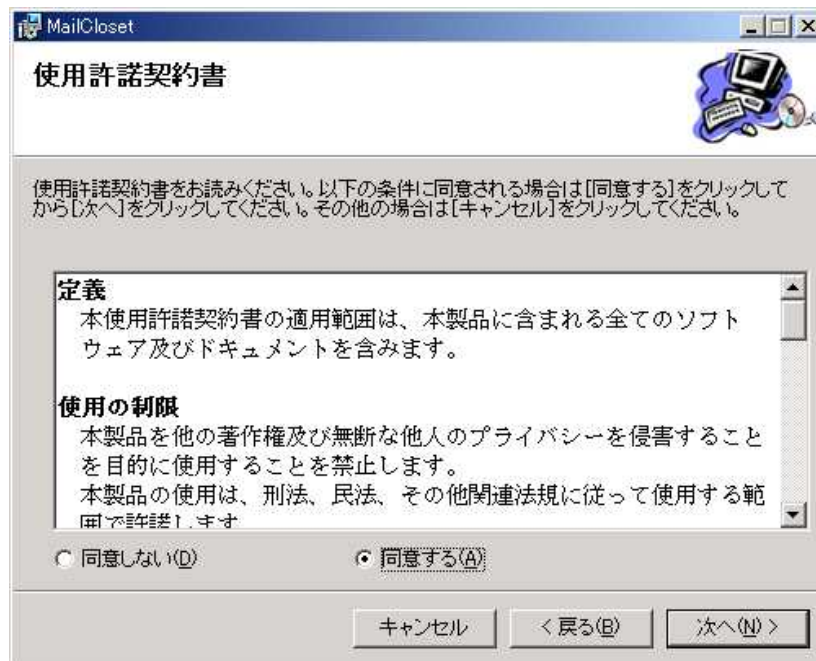 MailCloset
使用許諾契約書
使用許諾契約書をお読みください。以下の条件に同意される場合は[同意する]をクリックして
から[次へ]をクリックしてください。その他の場合は[キャンセル]をクリックしてください。
定義
本使用許諾契約書の適用範囲は、本製品に含まれる全てのソフト
ウェア及びドキュメントを含みます。
使用の制限
本製品を他の著作権及び無断な他人のプライバシーを侵害すること
を目的に使用することを禁止します。
本製品の使用は、刑法、民法、その他関連法規に従って使用する範
囲で許諾します
同意しない(D)
同意する(A)
キャンセル
< 戻る(B)
次へ(N) >